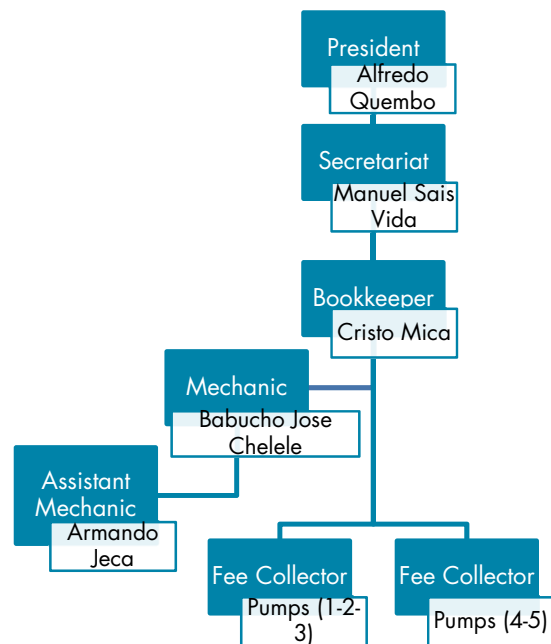 President
Alfredo
Quembo
Secretariat
Manuel Sais
Vida
Bookkeeper
Cristo Mica
Mechanic
Babucho Jose
Chelele
Assistant
Mechanic
Armando
Jeca
Fee Collector
Pumps (1-2-
3)
Fee Collector
Pumps (4-5)